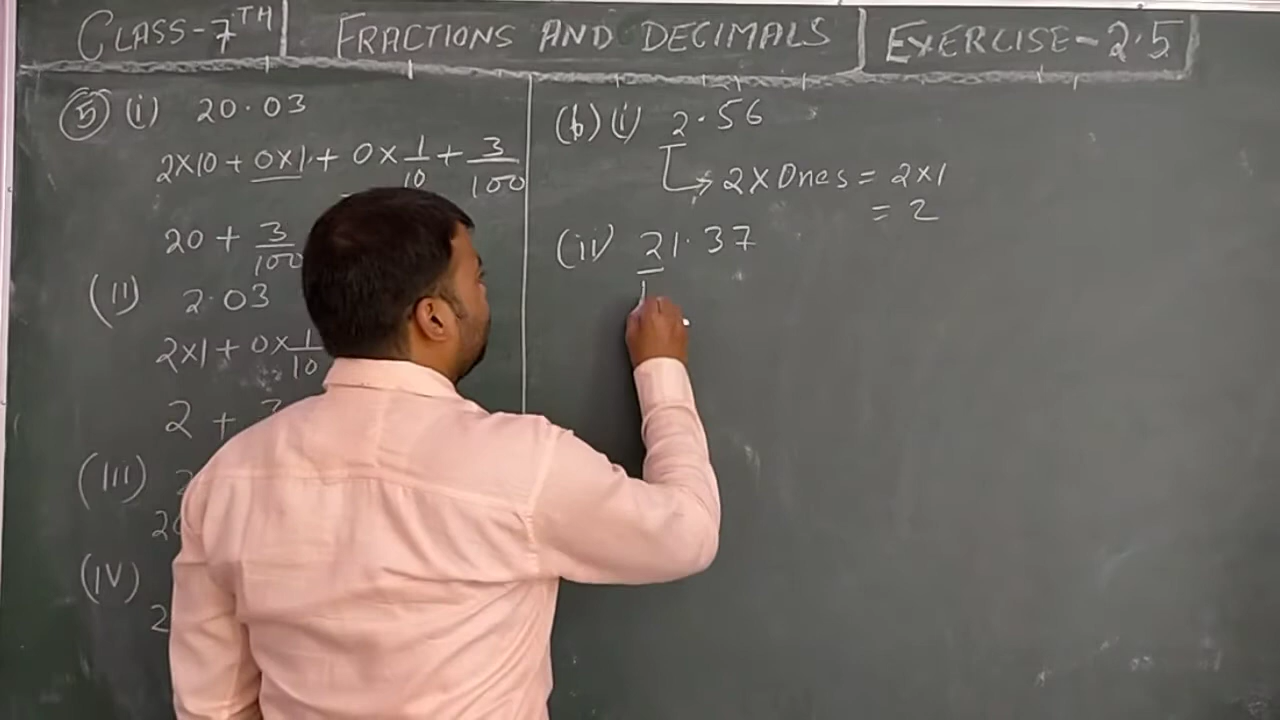 CLASS-7TH FRACTIONS AND DECIMALS EXERCISE-2.5
(5) (i) 20.03
2×10 + 0×1 + 0×1/10 + 3/100
20 + 3/100
(II) 2.03
2×1 + 0×1/10
2 +
(III)
(IV)
2
(6) (i) 2.56
2×Ones = 2×1
= 2
(ii) 21.37